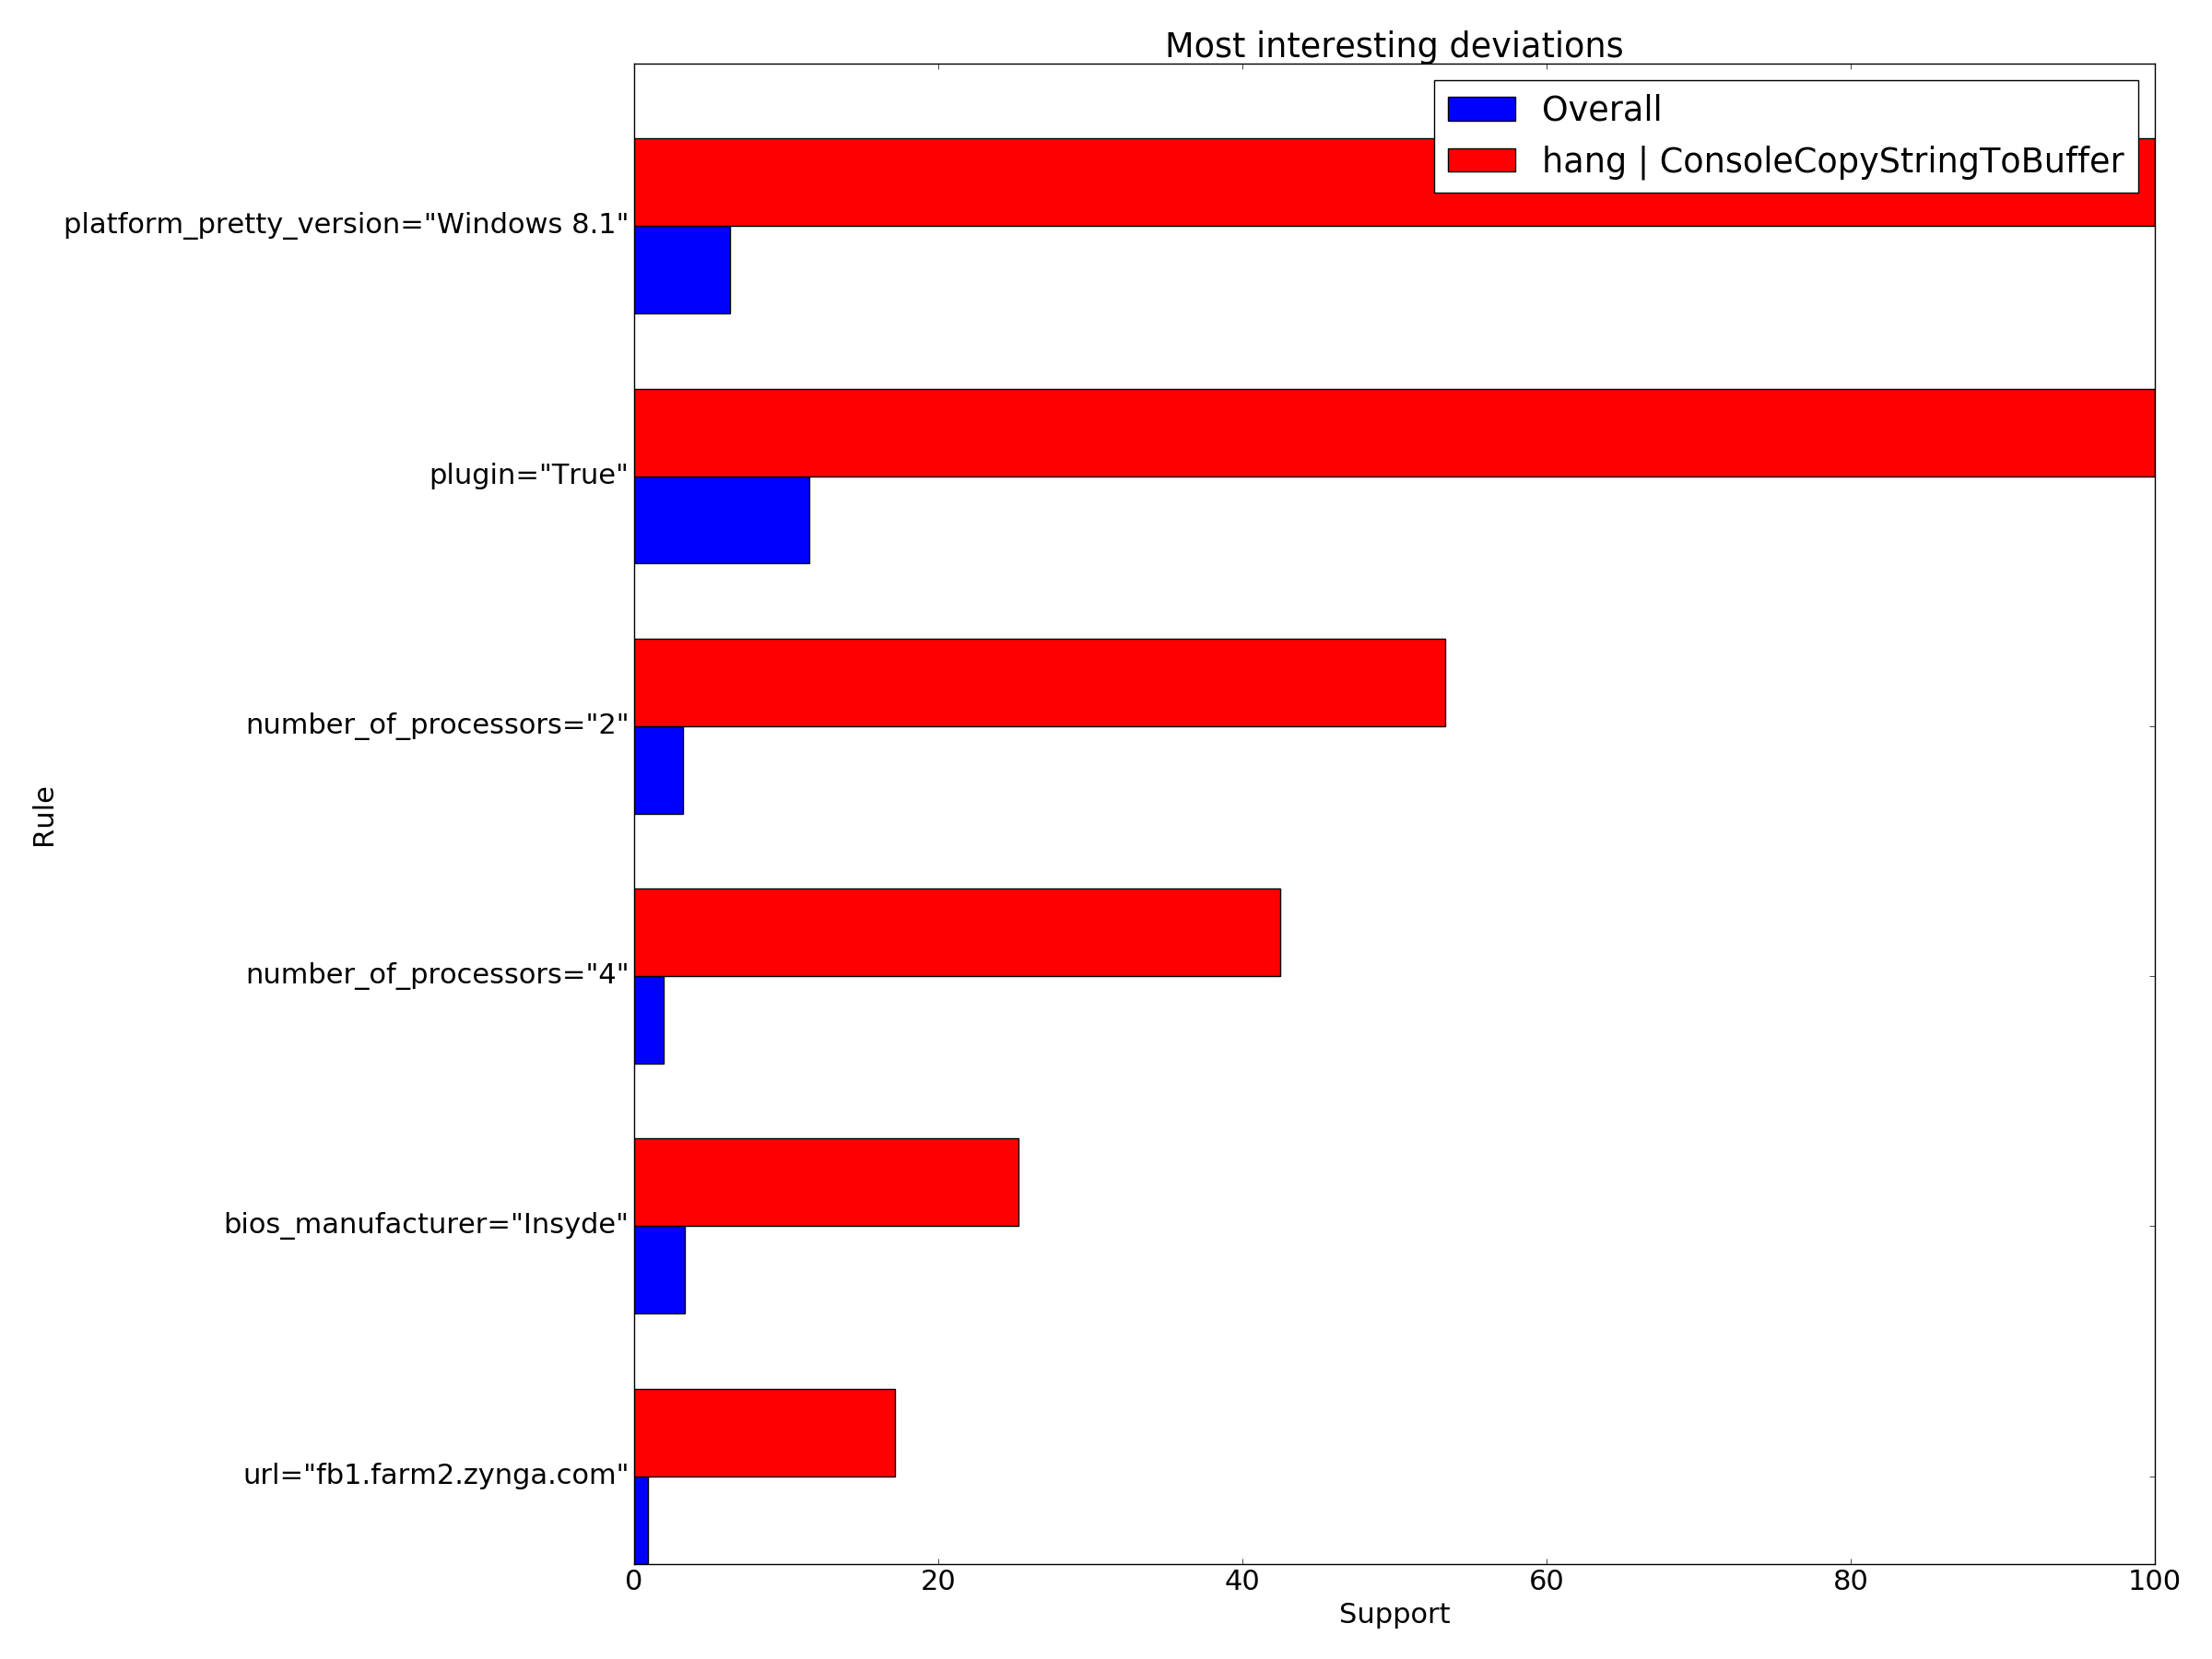 Most interesting deviations
Overall
hang | ConsoleCopyStringToBuffer
platform_pretty_version="Windows 8.1"
plugin="True"
number_of_processors="2"
number_of_processors="4"
bios_manufacturer="Insyde"
url="fb1.farm2.zynga.com"
Rule
0 20 40 60 80 100
Support